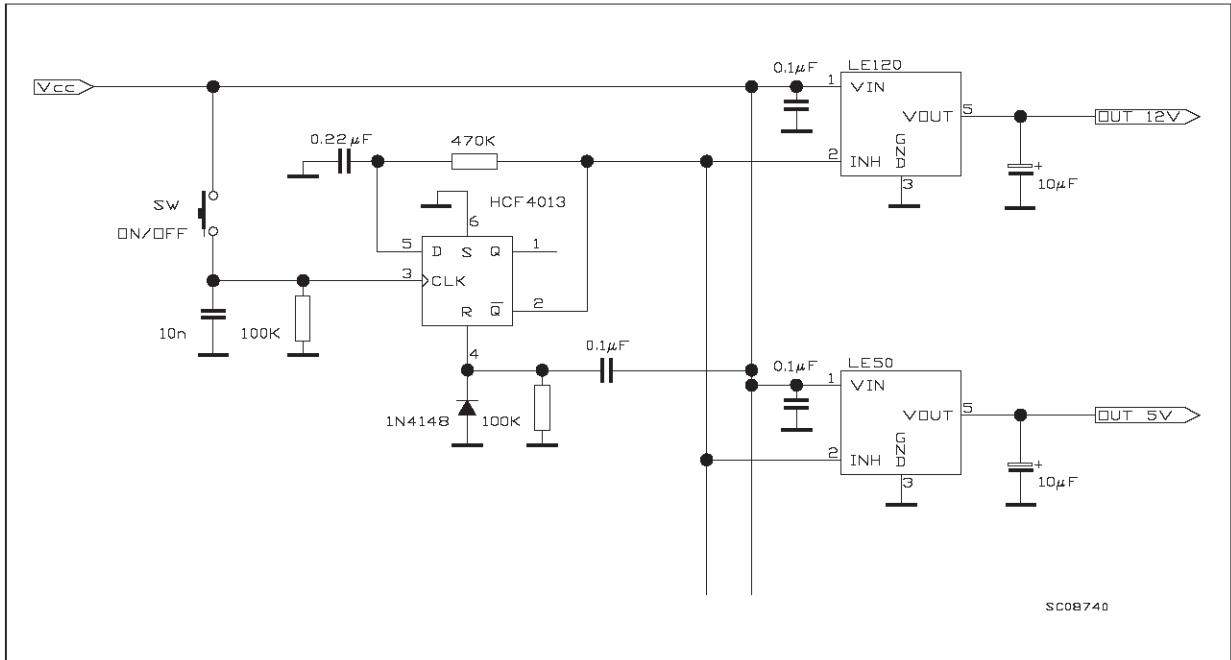 Vcc
0.1µF
LE120
1
VIN
VOUT
5
OUT 12V
GND
2
INH
3
+
10µF
0.22µF
470K
HCF4013
6
SW
ON/OFF
5
D
S
Q
1
3
CLK
R
Q
2
10n
100K
4
0.1µF
1N4148
100K
0.1µF
LE50
1
VIN
VOUT
5
OUT 5V
GND
2
INH
3
+
10µF
SC08740